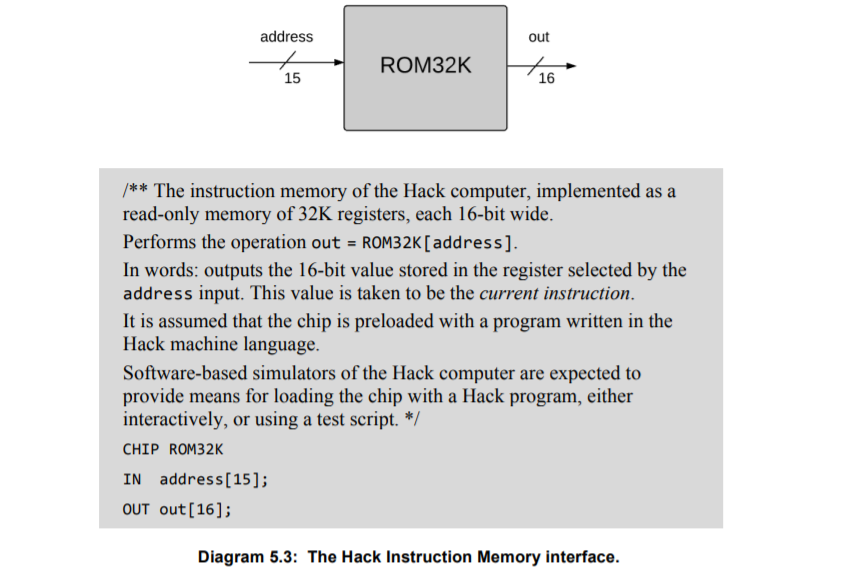 address
out
ROM32K
15
16
/** The instruction memory of the Hack computer, implemented as a
read-only memory of 32K registers, each 16-bit wide.
Performs the operation out = ROM32K[address].
In words: outputs the 16-bit value stored in the register selected by the
address input. This value is taken to be the current instruction.
It is assumed that the chip is preloaded with a program written in the
Hack machine language.
Software-based simulators of the Hack computer are expected to
provide means for loading the chip with a Hack program, either
interactively, or using a test script. */
CHIP ROM32K
IN address[15];
OUT out[16];
Diagram 5.3: The Hack Instruction Memory interface.